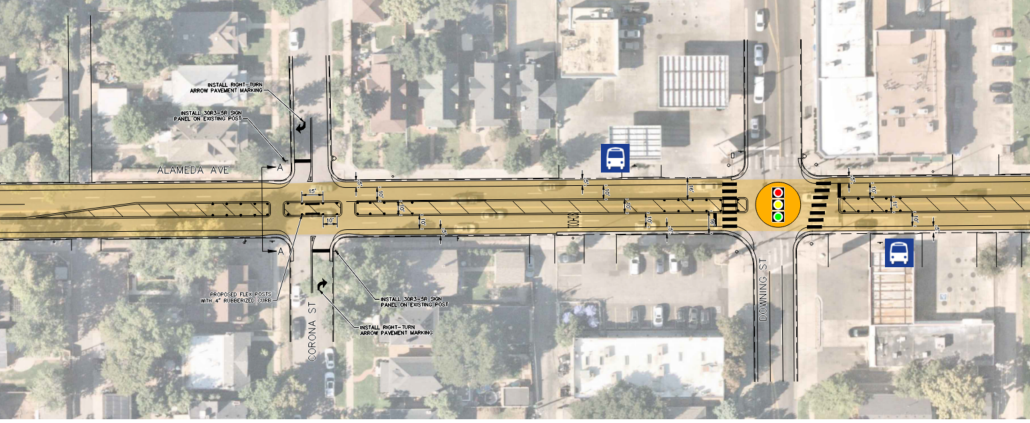 INSTALL RIGHT-TURN
ARROW PAVEMENT MARKING
INSTALL 30R3-5R SIGN
PANEL ON EXISTING POST
A
ALAMEDA AVE
A
PROPOSED FLEX-POSTS
WITH 4" RUBBERIZED CURB
CORONA ST
INSTALL 30R3-5R SIGN
PANEL ON EXISTING POST
INSTALL RIGHT-TURN
ARROW PAVEMENT MARKING
DOWNING ST